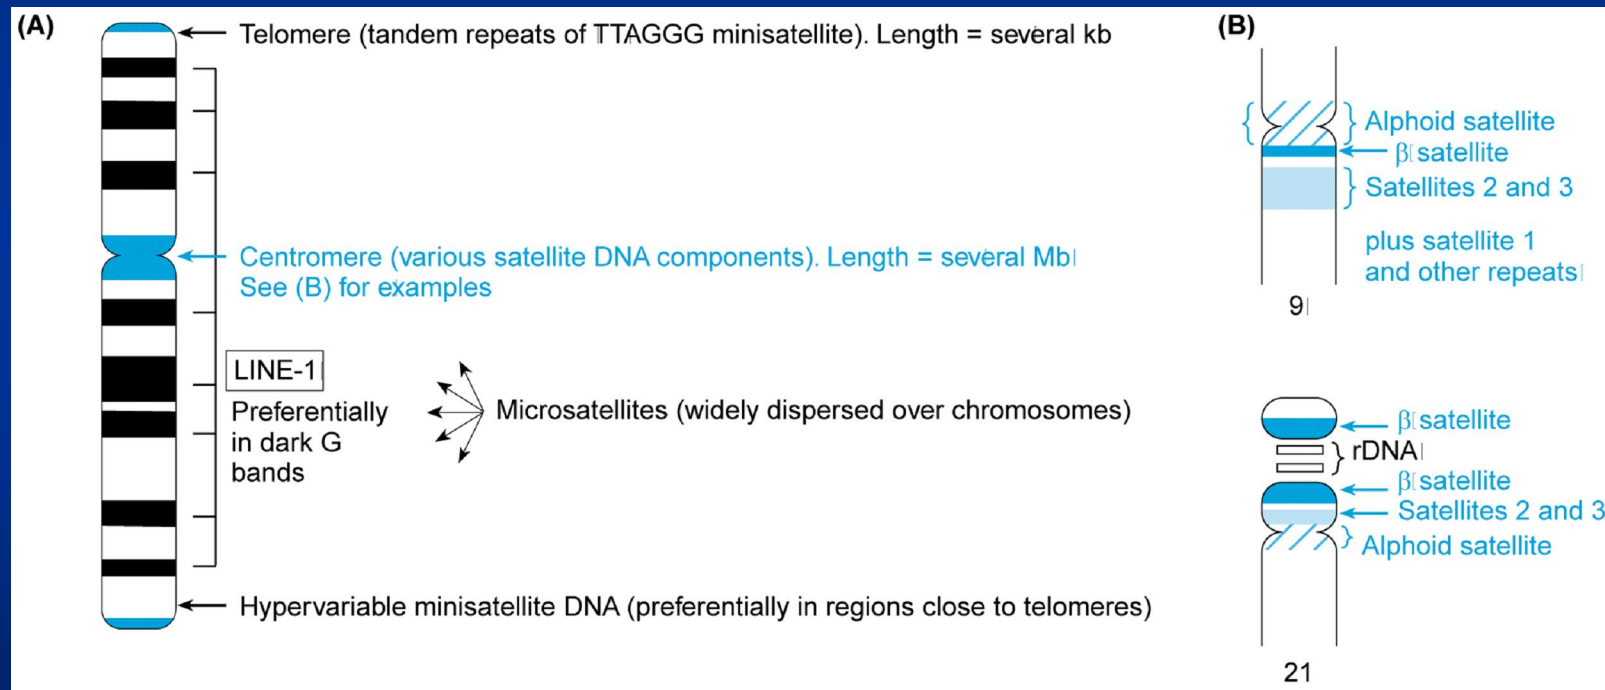 (A)
Telomere (tandem repeats of TTAGGG minisatellite). Length = several kb
Centromere (various satellite DNA components). Length = several Mb
See (B) for examples
LINE-1
Preferentially
in dark G
bands
Microsatellites (widely dispersed over chromosomes)
Hypervariable minisatellite DNA (preferentially in regions close to telomeres)
(B)
Alphoid satellite
β satellite
Satellites 2 and 3
plus satellite 1
and other repeats
9
β satellite
rDNA
β satellite
Satellites 2 and 3
Alphoid satellite
21